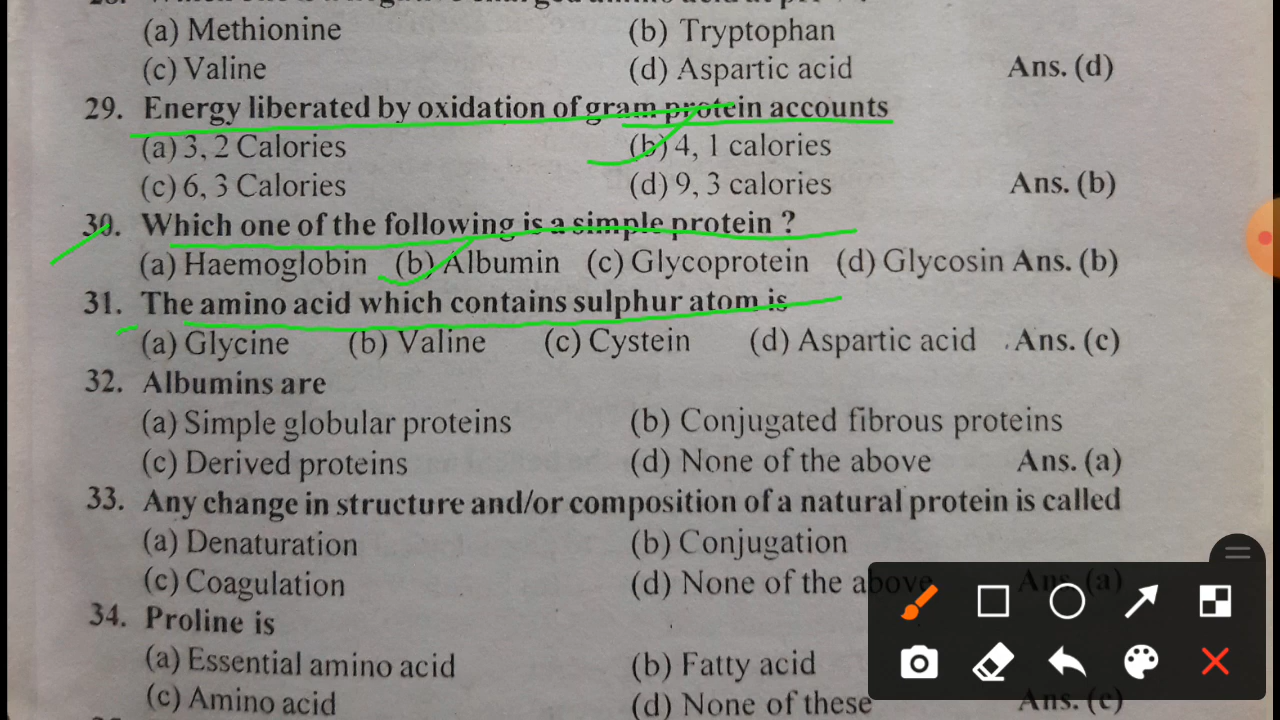 (a) Methionine (b) Tryptophan
(c) Valine (d) Aspartic acid Ans. (d)
29. Energy liberated by oxidation of gram protein accounts
(a) 3, 2 Calories (b) 4, 1 calories
(c) 6, 3 Calories (d) 9, 3 calories Ans. (b)
30. Which one of the following is a simple protein ?
(a) Haemoglobin (b) Albumin (c) Glycoprotein (d) Glycosin Ans. (b)
31. The amino acid which contains sulphur atom is
(a) Glycine (b) Valine (c) Cystein (d) Aspartic acid Ans. (c)
32. Albumins are
(a) Simple globular proteins (b) Conjugated fibrous proteins
(c) Derived proteins (d) None of the above Ans. (a)
33. Any change in structure and/or composition of a natural protein is called
(a) Denaturation (b) Conjugation
(c) Coagulation (d) None of the above Ans. (a)
34. Proline is
(a) Essential amino acid (b) Fatty acid
(c) Amino acid (d) None of these Ans. (c)